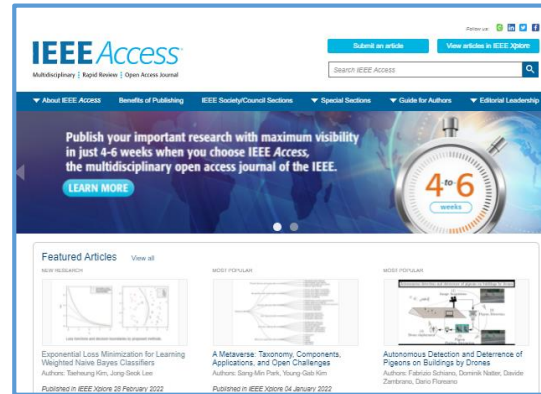 Follow us:
IEEE Access
Multidisciplinary | Rapid Review | Open Access Journal
Submit an article
View articles in IEEE Xplore
Search IEEE Access
About IEEE Access Benefits of Publishing IEEE Society/Council Sections Special Sections Guide for Authors Editorial Leadership
Publish your important research with maximum visibility
in just 4-6 weeks when you choose IEEE Access,
the multidisciplinary open access journal of the IEEE.
LEARN MORE
4-to-6
weeks
Featured Articles View all
NEW RESEARCH
Exponential Loss Minimization for Learning
Weighted Naive Bayes Classifiers
Authors: Taeheung Kim, Jong-Seok Lee
Published in IEEE Xplore 26 February 2022
MOST POPULAR
A Metaverse: Taxonomy, Components,
Applications, and Open Challenges
Authors: Sang-Min Park, Young-Gab Kim
Published in IEEE Xplore 04 January 2022
MOST POPULAR
Autonomous Detection and Deterrence of
Pigeons on Buildings by Drones
Authors: Fabrizio Schiano, Dominik Natter, Davide
Zambrano, Dario Floreano